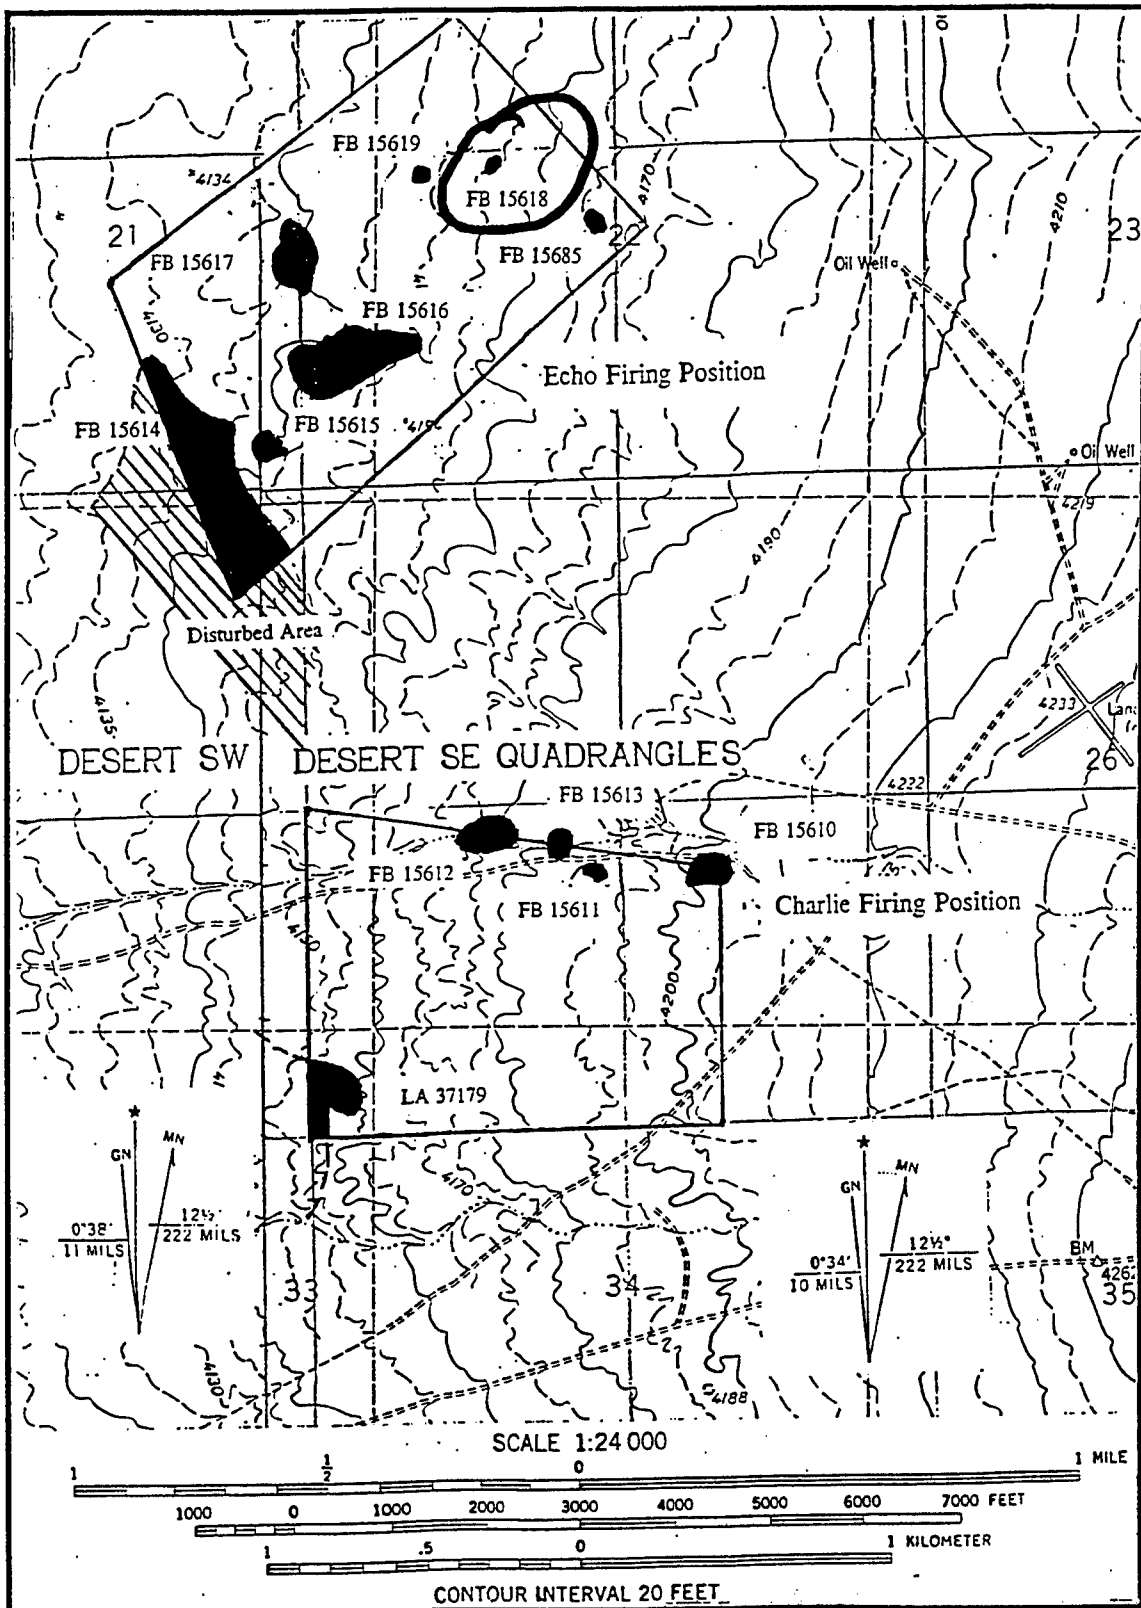 FB 15619
4134
FB 15618
4170
4210
21
22
23
FB 15617
FB 15685
Oil Well
4130
FB 15616
Echo Firing Position
FB 15614
FB 15615
Oil Well
4219
4190
Disturbed Area
4135
4233
DESERT SW
DESERT SE QUADRANGLES
26
4222
FB 15613
FB 15610
FB 15612
FB 15611
Charlie Firing Position
4200
LA 37179
GN
MN
0°38'
11 MILS
12½°
222 MILS
4170
GN
MN
0°34'
10 MILS
12½°
222 MILS
BM
33
34
35
4130
4188
SCALE 1:24 000
1 ½ 0 1 MILE
1000 0 1000 2000 3000 4000 5000 6000 7000 FEET
1 .5 0 1 KILOMETER
CONTOUR INTERVAL 20 FEET